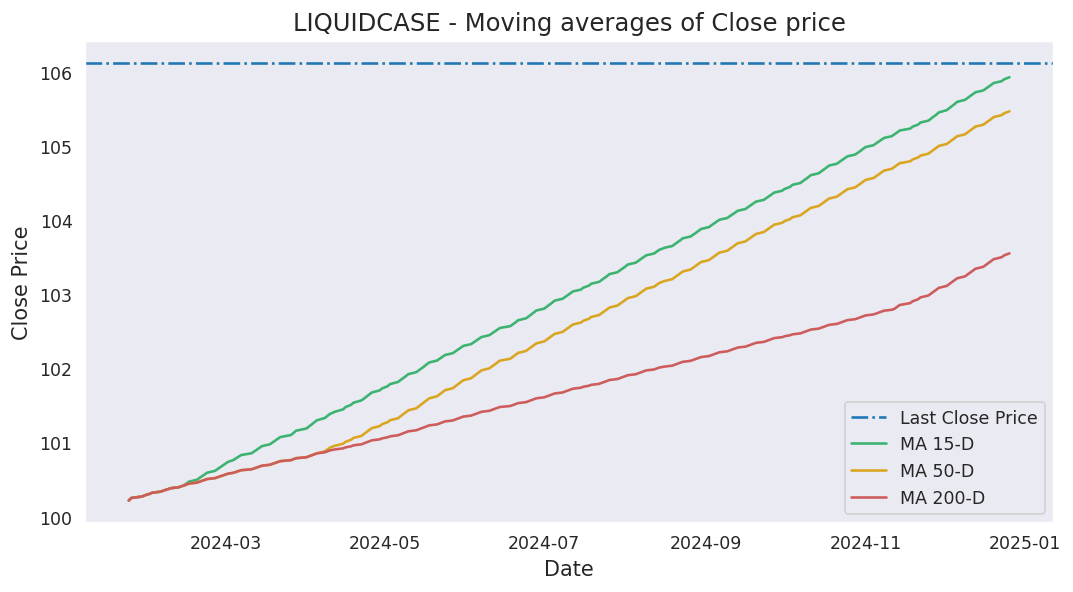 LIQUIDCASE - Moving averages of Close price
106
105
104
103
102
101
100
Close Price
Last Close Price
MA 15-D
MA 50-D
MA 200-D
2024-03
2024-05
2024-07
2024-09
2024-11
2025-01
Date